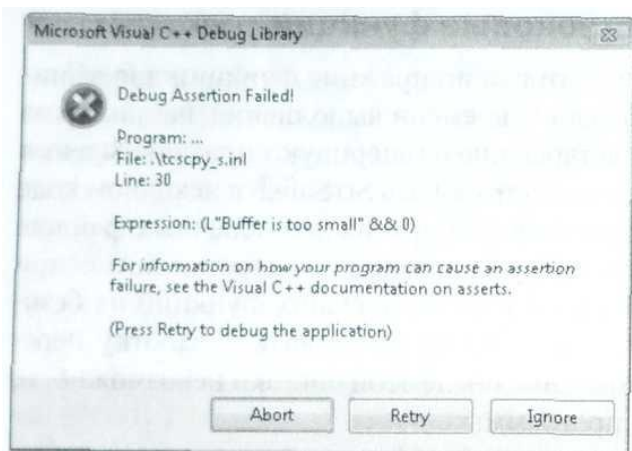 Microsoft Visual C++ Debug Library
Debug Assertion Failed!
Program: ...
File: .\tcscpy_s.inl
Line: 30
Expression: (L"Buffer is too small" && 0)
For information on how your program can cause an assertion
failure, see the Visual C++ documentation on asserts.
(Press Retry to debug the application)
Abort
Retry
Ignore